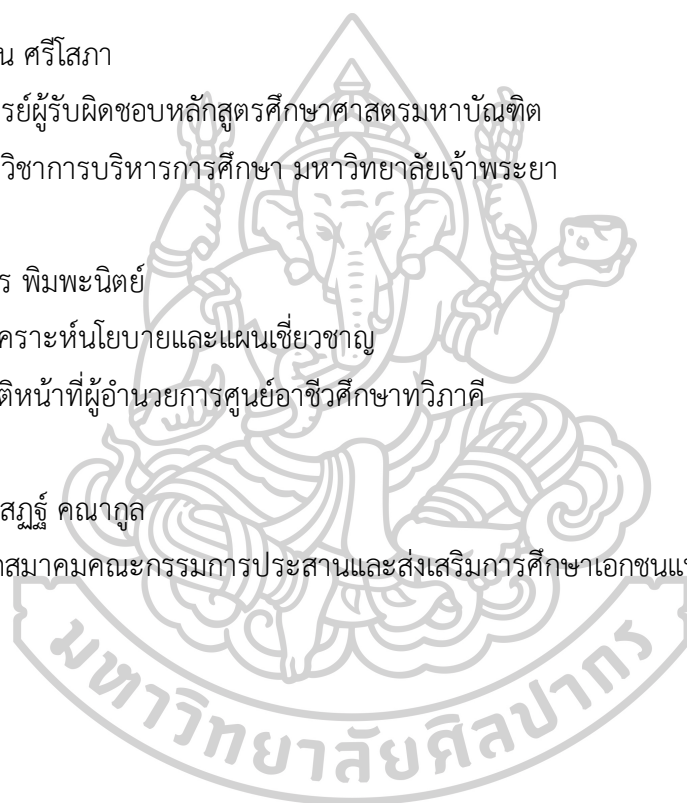 น ศรีโสภา
รย์ผู้รับผิดชอบหลักสูตรศึกษาศาสตรมหาบัณฑิต
วิชาการบริหารการศึกษา มหาวิทยาลัยเจ้าพระยา
ร พิมพะนิตย์
คราะห์นโยบายและแผนเชี่ยวชาญ
ติหน้าที่ผู้อำนวยการศูนย์อาชีวศึกษาทวิภาคี
สฏฐ์ คณากูล
สมาคมคณะกรรมการประสานและส่งเสริมการศึกษาเอกชนแ
มหาวิทยาลัยศิลปากร